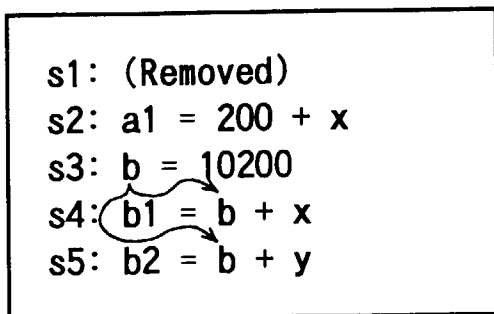 s1: (Removed)
s2: a1 = 200 + x
s3: b = 10200
s4: b1 = b + x
s5: b2 = b + y